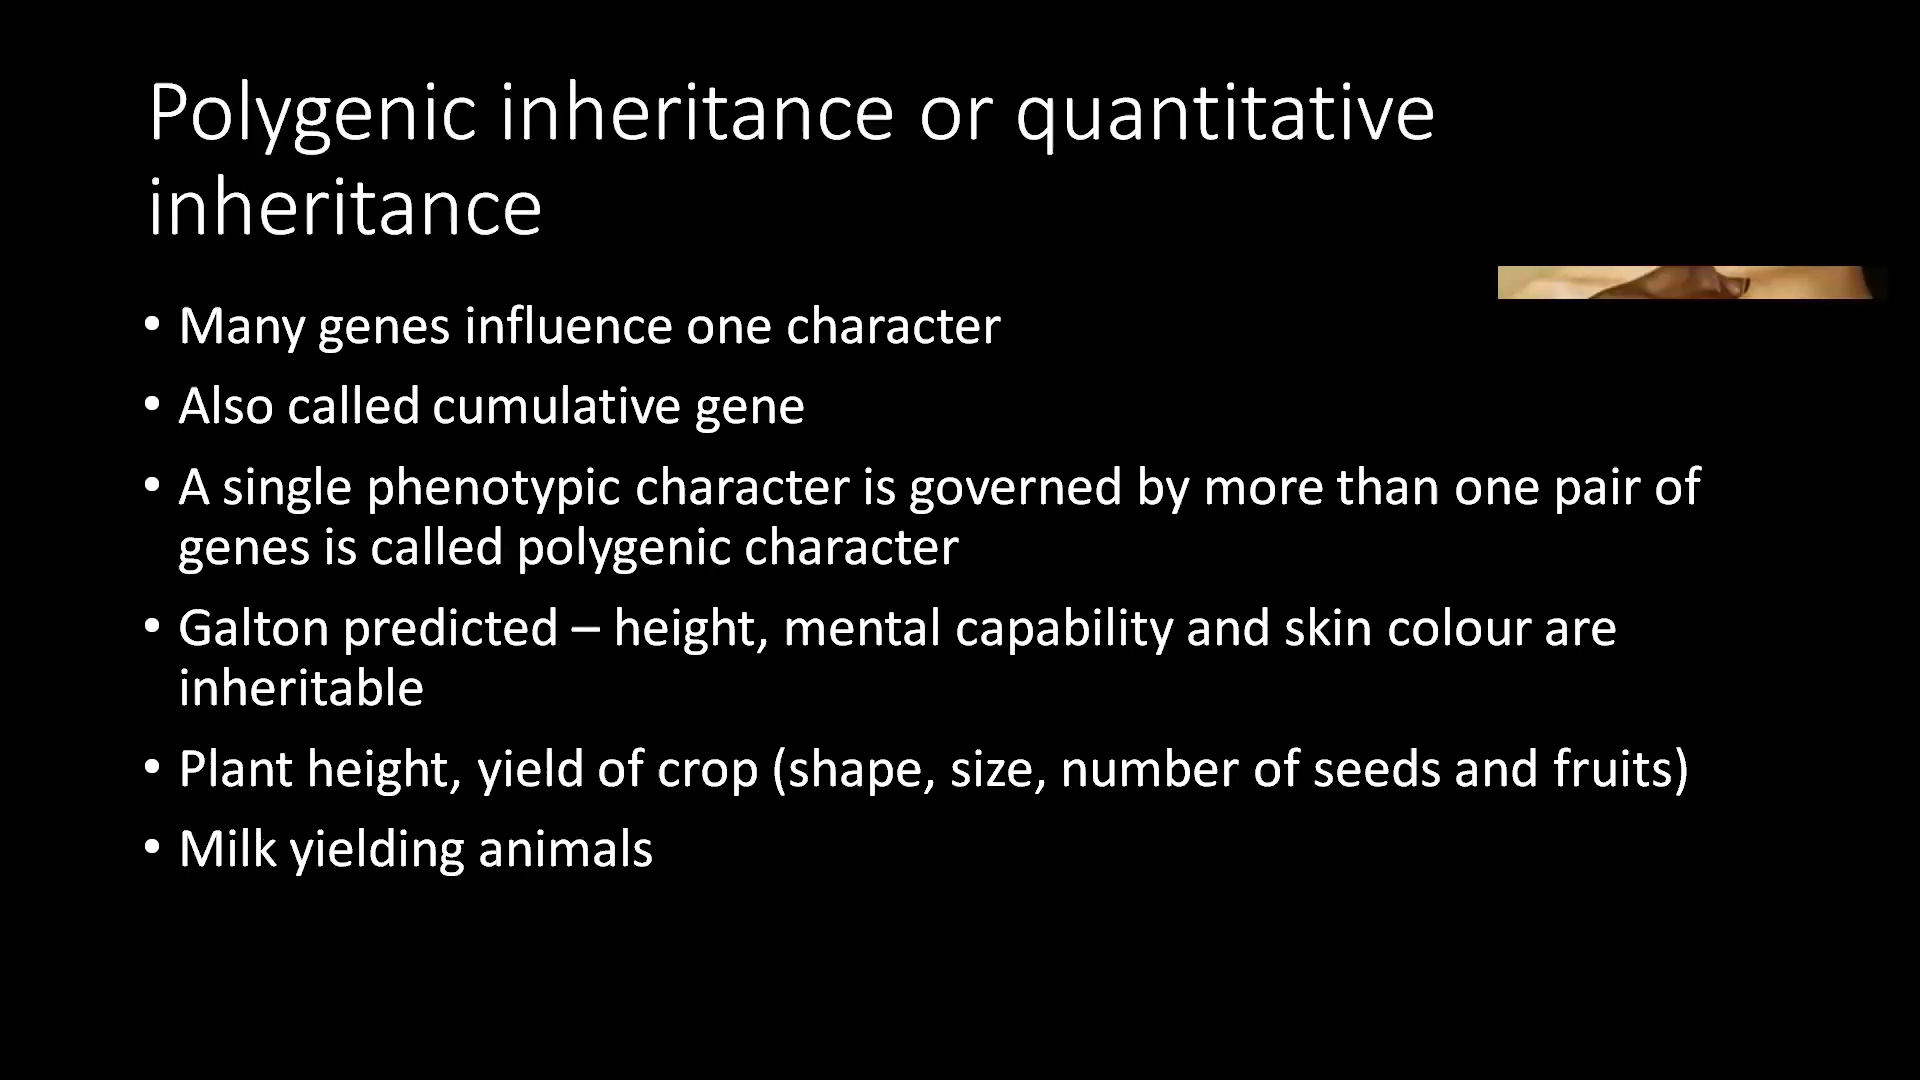 Polygenic inheritance or quantitative
inheritance
• Many genes influence one character
• Also called cumulative gene
• A single phenotypic character is governed by more than one pair of
genes is called polygenic character
• Galton predicted – height, mental capability and skin colour are
inheritable
• Plant height, yield of crop (shape, size, number of seeds and fruits)
• Milk yielding animals